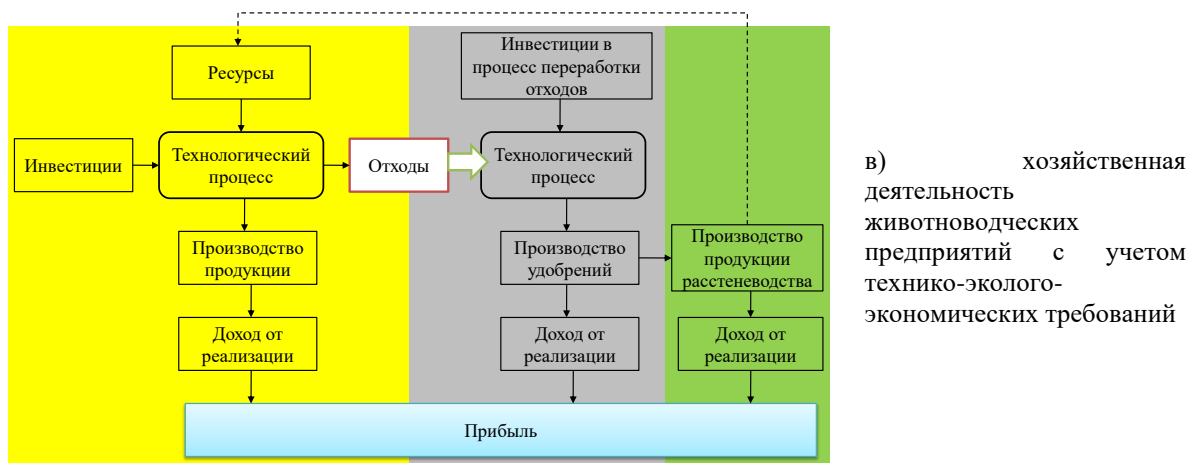 Ресурсы
Инвестиции в
процесс переработки
отходов
Инвестиции
Технологический
процесс
Отходы
Технологический
процесс
Производство
продукции
Производство
удобрений
Производство
продукции
расстеневодства
Доход от
реализации
Доход от
реализации
Доход от
реализации
Прибыль
в) хозяйственная
деятельность
животноводческих
предприятий с учетом
технико-эколого-
экономических требований